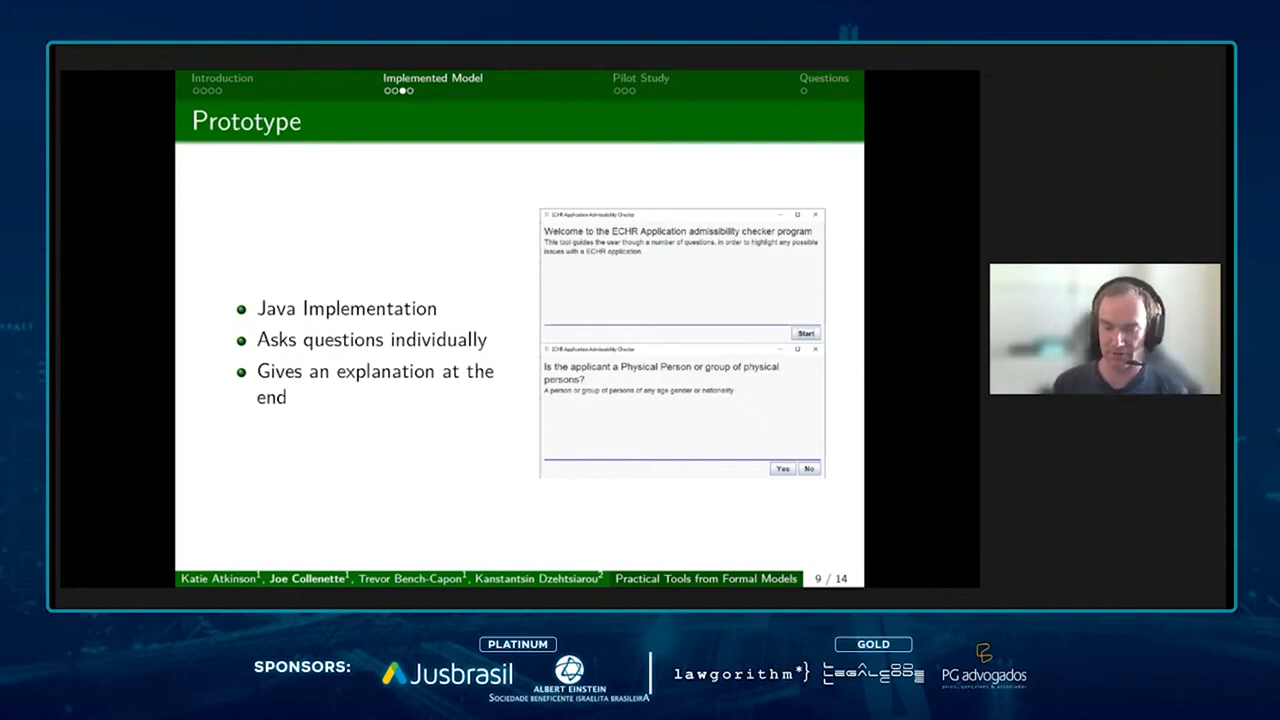 Introduction
Implemented Model
Pilot Study
Questions
Prototype
Java Implementation
Asks questions individually
Gives an explanation at the
end
ECHR Application Admissibility Checker
Welcome to the ECHR Application admissibility checker program
This tool guides the user though a number of questions, in order to highlight any possible
issues with a ECHR application.
Start
ECHR Application Admissibility Checker
Is the applicant a Physical Person or group of physical
persons?
A person or group of persons of any age gender or nationality
Yes No
Katie Atkinson1, Joe Collenette1, Trevor Bench-Capon1, Kanstantsin Dzehtsiarou2
Practical Tools from Formal Models
9 / 14
PLATINUM
GOLD
SPONSORS:
Jusbrasil
ALBERT EINSTEIN
SOCIEDADE BENEFICENTE ISRAELITA BRASILEIRA
lawgorithm*}
LEGALCODE
PG advogados